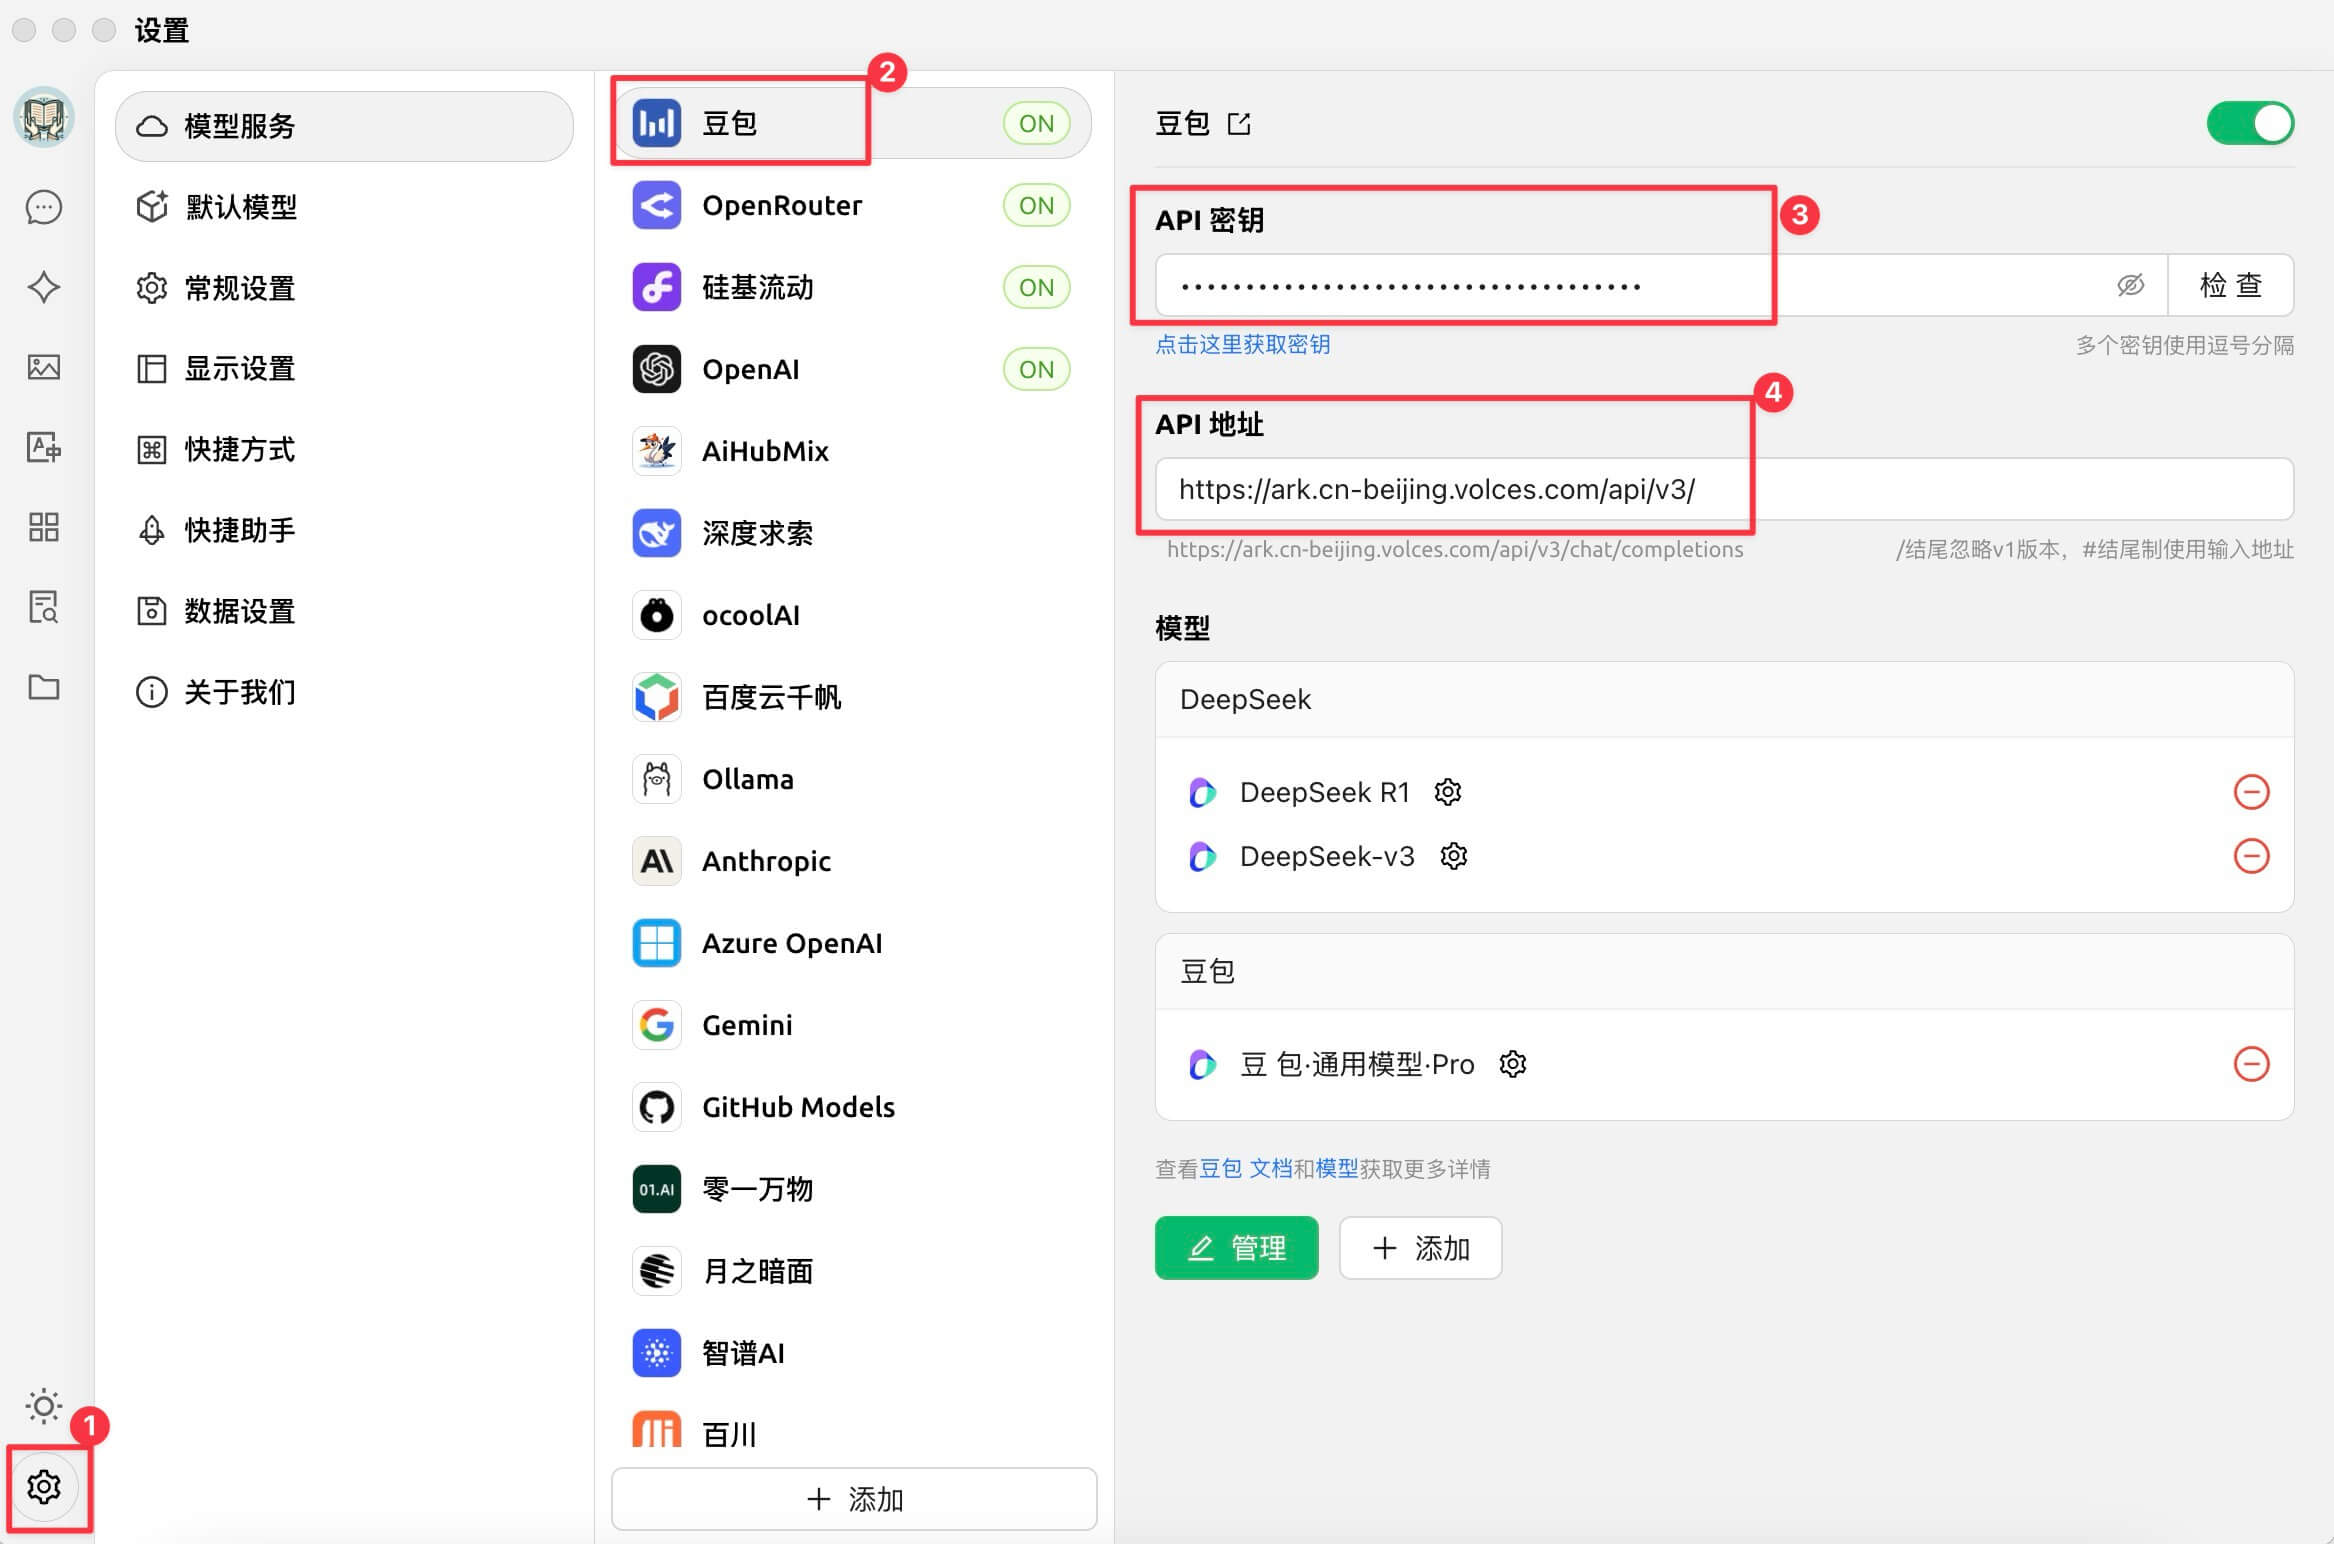 设置
模型服务
默认模型
常规设置
显示设置
快捷方式
快捷助手
数据设置
关于我们
1
2
豆包
ON
OpenRouter
ON
硅基流动
ON
OpenAI
ON
AiHubMix
深度求索
ocoolAI
百度云千帆
Ollama
Anthropic
Azure OpenAI
Gemini
GitHub Models
01.AI
零一万物
月之暗面
智谱AI
百川
添加
豆包
3
API 密钥
••••••••••••••••••••••••••••••••••••
检 查
点击这里获取密钥
多个密钥使用逗号分隔
4
API 地址
https://ark.cn-beijing.volces.com/api/v3/
https://ark.cn-beijing.volces.com/api/v3/chat/completions
/结尾忽略v1版本，#结尾制使用输入地址
模型
DeepSeek
DeepSeek R1
DeepSeek-v3
豆包
豆 包·通用模型·Pro
查看豆包 文档和模型获取更多详情
管理
添加